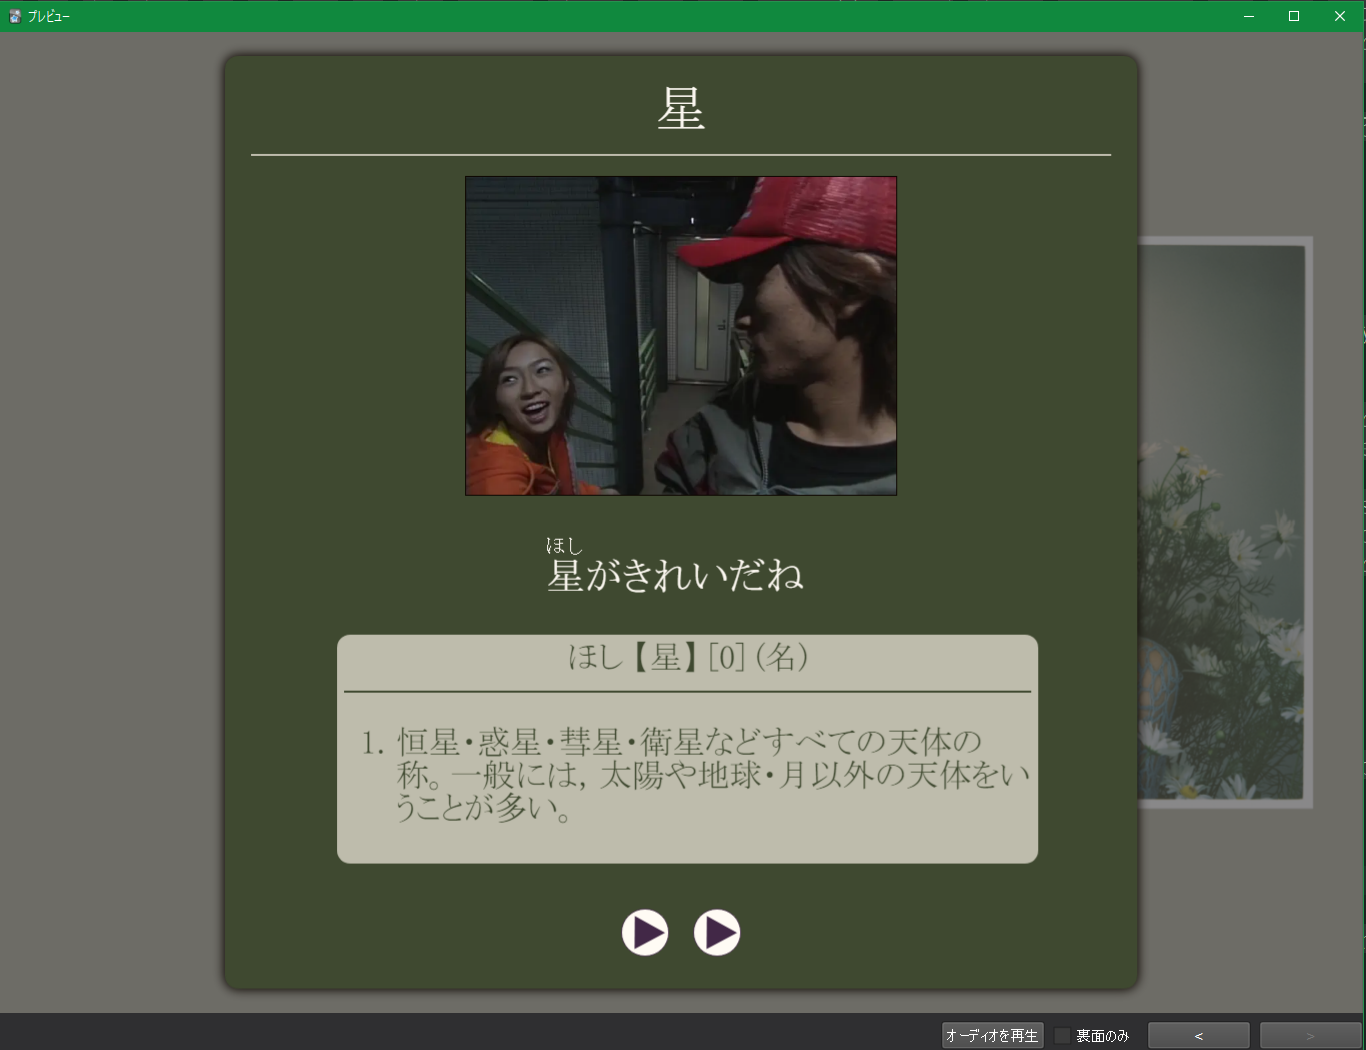 プレビュー
星
ほし
星がきれいだね
ほし【星】[0](名)
1. 恒星・惑星・彗星・衛星などすべての天体の
称。一般には, 太陽や地球・月以外の天体をい
うことが多い。
オーディオを再生 裏面のみ < >